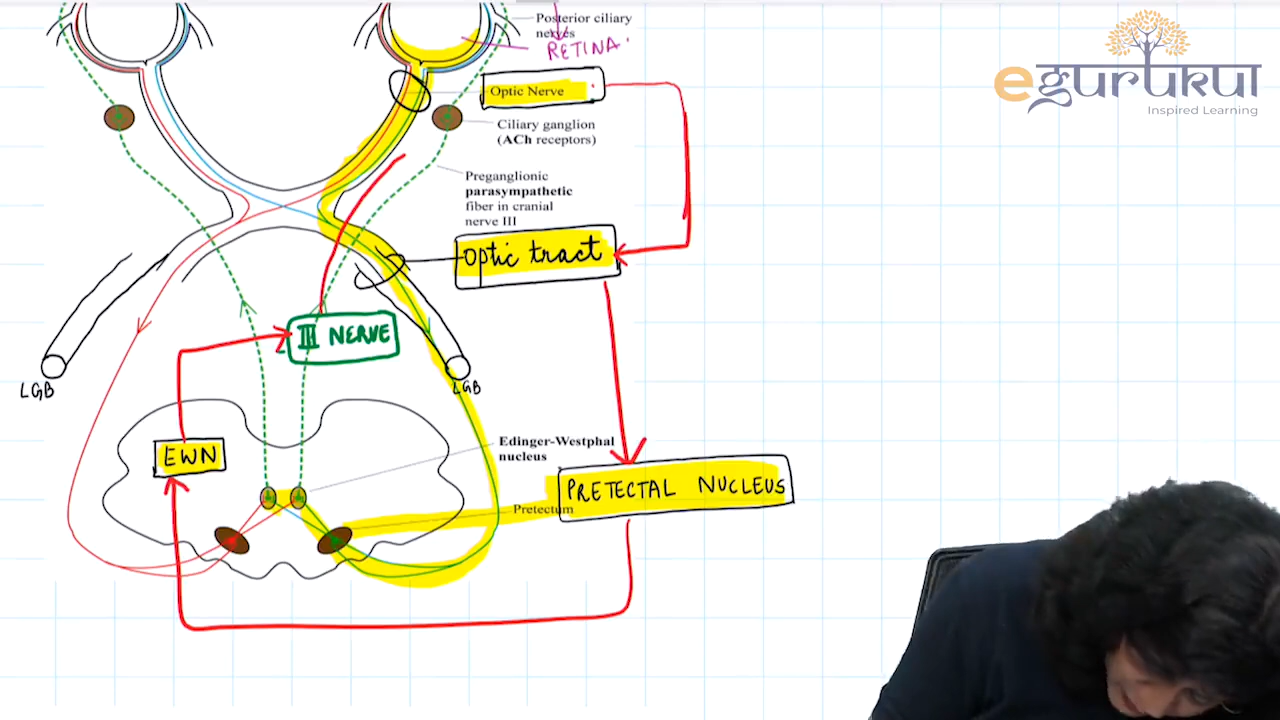 Posterior ciliary
nerves
RETINA.
Optic Nerve
Ciliary ganglion
(ACh receptors)
Preganglionic
parasympathetic
fiber in cranial
nerve III
Optic tract
III NERVE
LGB
LGB
EWN
Edinger-Westphal
nucleus
PRETECTAL NUCLEUS
Pretectum
egurukul
Inspired Learning